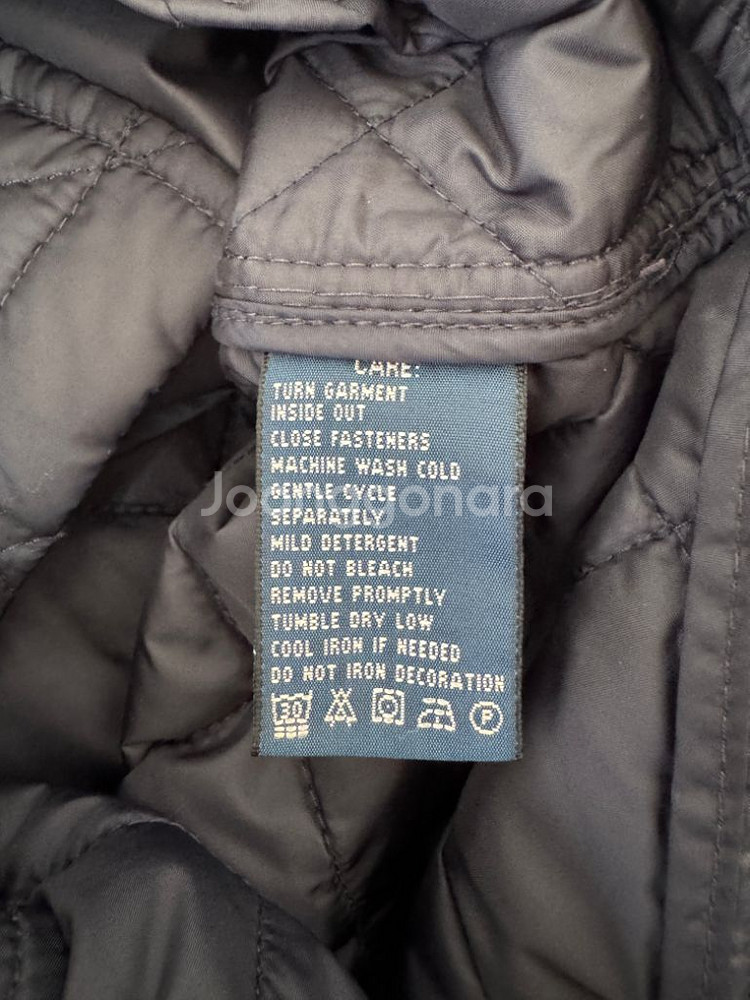 CARE:
TURN GARMENT
INSIDE OUT
CLOSE FASTENERS
MACHINE WASH COLD
GENTLE CYCLE
SEPARATELY
MILD DETERGENT
DO NOT BLEACH
REMOVE PROMPTLY
TUMBLE DRY LOW
COOL IRON IF NEEDED
DO NOT IRON DECORATION
30 P